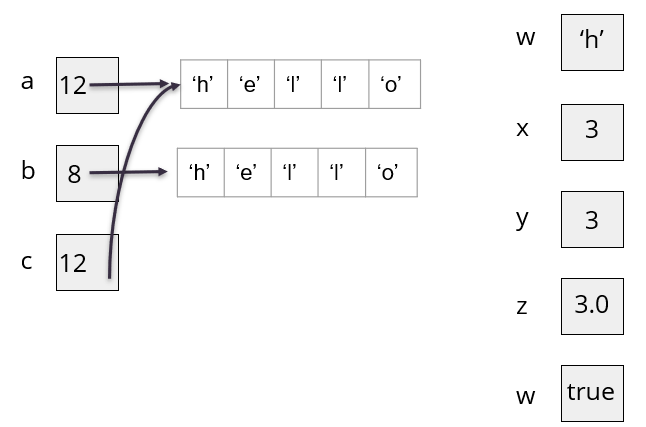 a 12 ‘h’ ‘e’ ‘l’ ‘l’ ‘o’
b 8 ‘h’ ‘e’ ‘l’ ‘l’ ‘o’
c 12
w ‘h’
x 3
y 3
z 3.0
w true